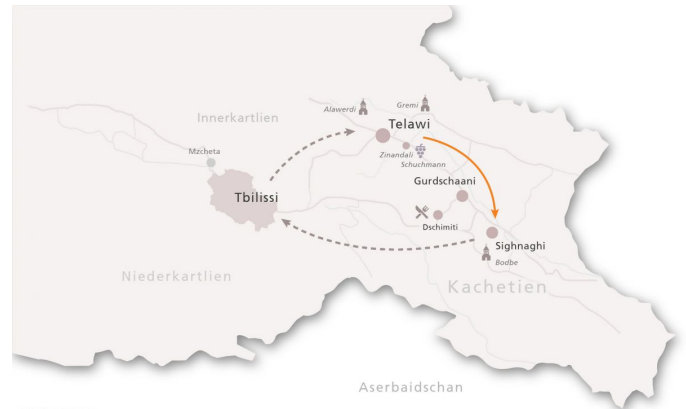 Alawerdi
Gremi
Innerkartlien
Telawi
Mzcheta
Zinandali
Schuchmann
Gurdschaani
Tbilissi
Dschimiti
Sighnaghi
Bodbe
Niederkartlien
Kachetien
Aserbaidschan